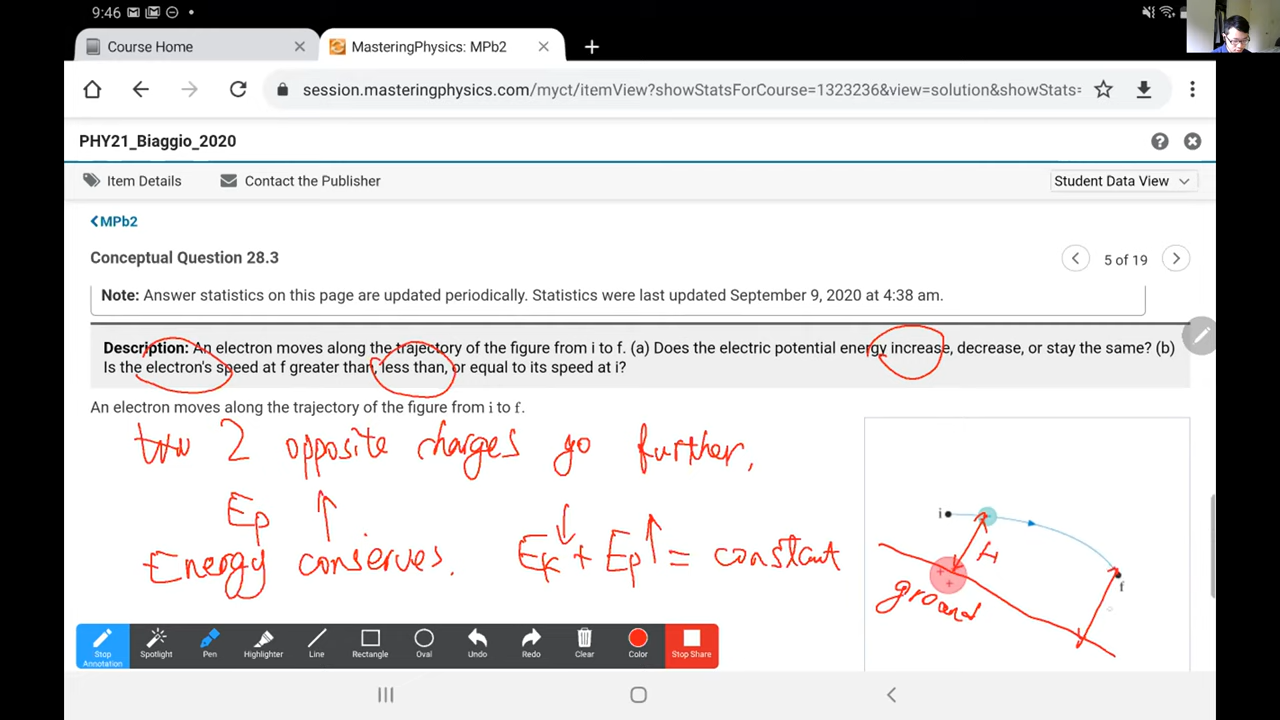 9:46
Course Home
MasteringPhysics: MPb2
session.masteringphysics.com/myct/itemView?showStatsForCourse=1323236&view=solution&showStats=
PHY21_Biaggio_2020
Item Details
Contact the Publisher
Student Data View
MPb2
Conceptual Question 28.3
5 of 19
Note: Answer statistics on this page are updated periodically. Statistics were last updated September 9, 2020 at 4:38 am.
Description: An electron moves along the trajectory of the figure from i to f. (a) Does the electric potential energy increase, decrease, or stay the same? (b)
Is the electron's speed at f greater than, less than, or equal to its speed at i?
An electron moves along the trajectory of the figure from i to f.
two 2 opposite charges go further,
Ep ↑
Energy conserves. Ek↓ + Ep↑ = constant
i
H
+ +
f
ground
Stop Annotation
Spotlight
Pen
Highlighter
Line
Rectangle
Oval
Undo
Redo
Clear
Color
Stop Share